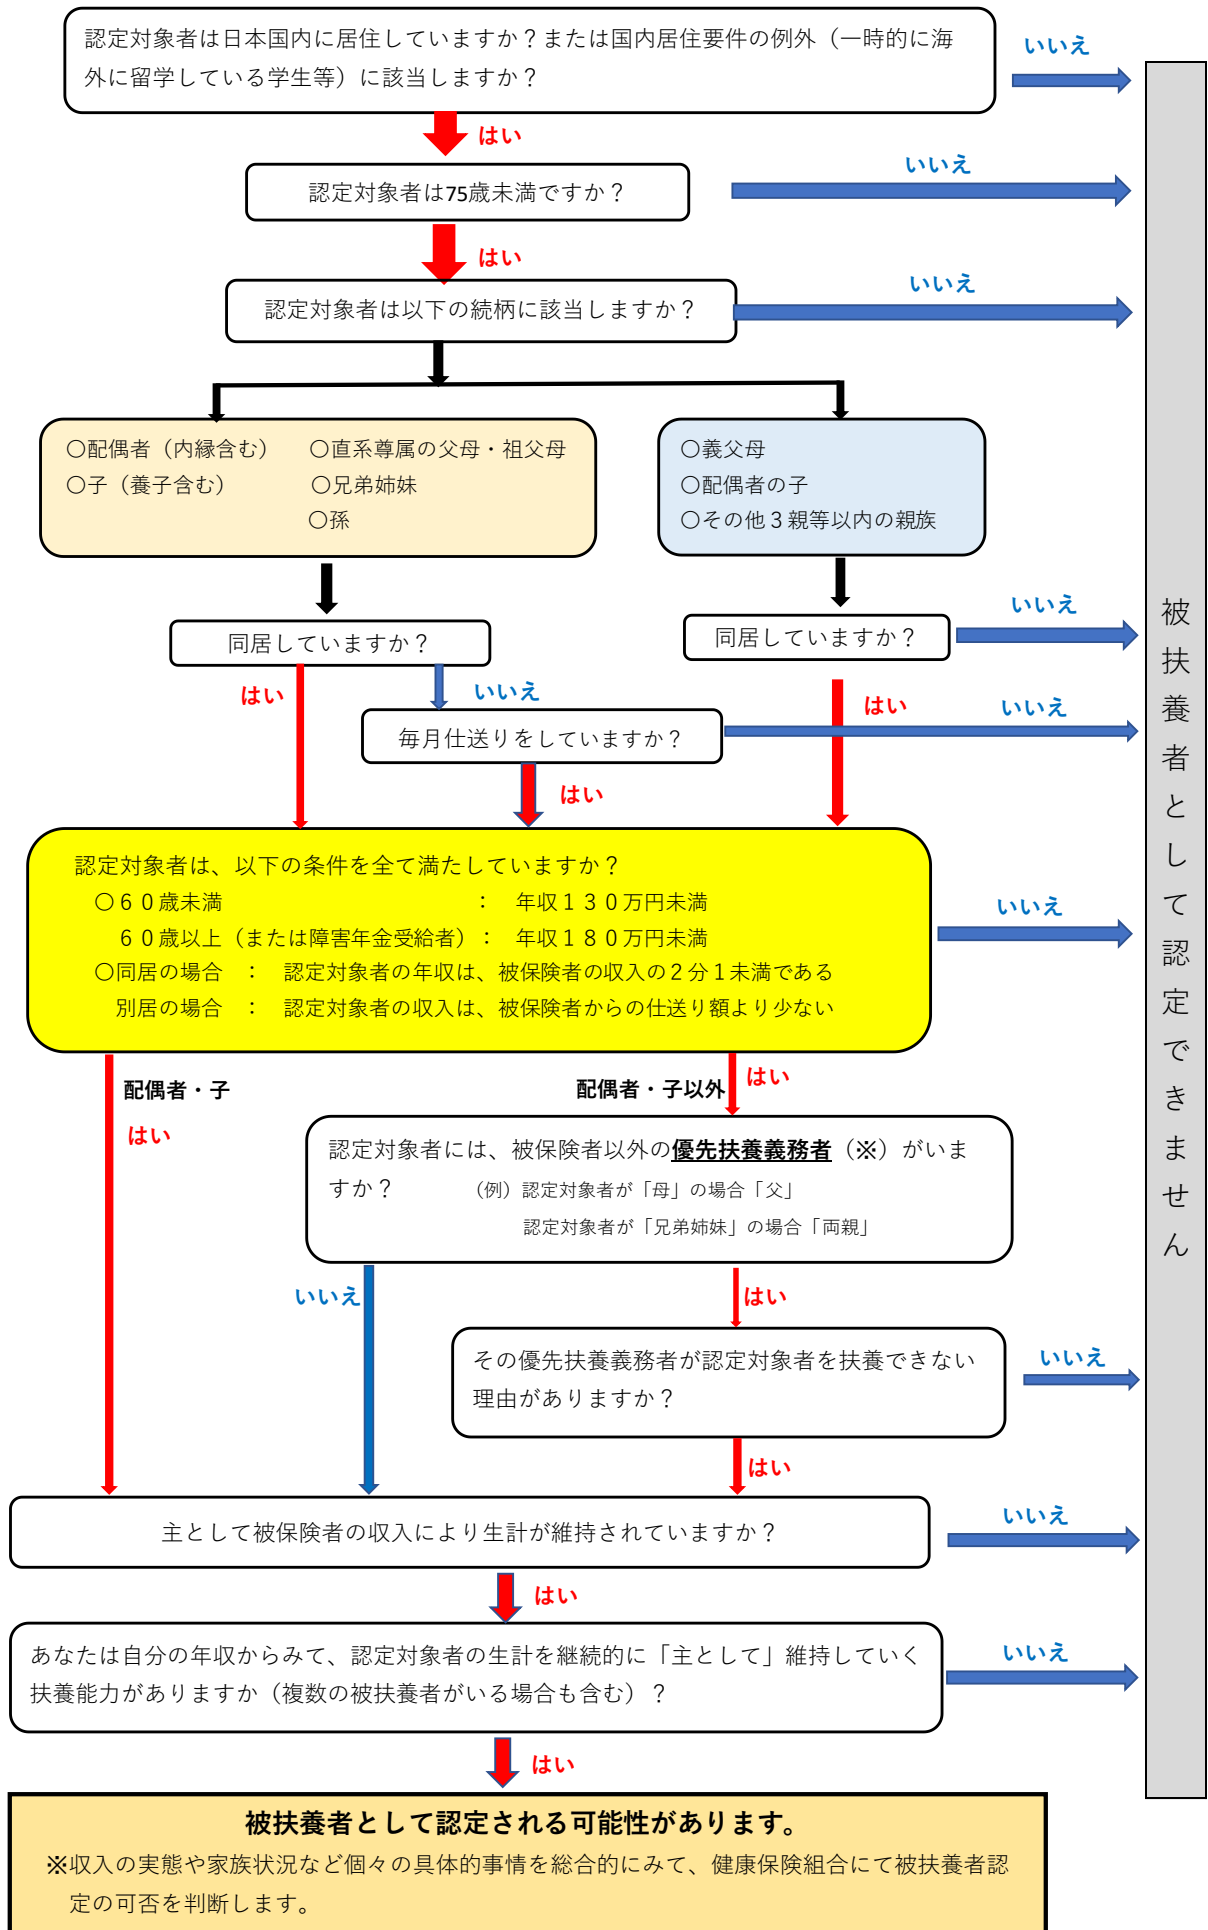 認定対象者は日本国内に居住していますか？または国内居住要件の例外（一時的に海
外に留学している学生等）に該当しますか？
いいえ
はい
認定対象者は75歳未満ですか？
いいえ
はい
認定対象者は以下の続柄に該当しますか？
いいえ
〇配偶者（内縁含む）　〇直系尊属の父母・祖父母
〇子（養子含む）　〇兄弟姉妹
〇孫
〇義父母
〇配偶者の子
〇その他３親等以内の親族
同居していますか？
はい
いいえ
同居していますか？
いいえ
はい
毎月仕送りをしていますか？
いいえ
はい
認定対象者は、以下の条件を全て満たしていますか？
〇６０歳未満　：　年収１３０万円未満
６０歳以上（または障害年金受給者）：　年収１８０万円未満
〇同居の場合　：　認定対象者の年収は、被保険者の収入の２分１未満である
別居の場合　：　認定対象者の収入は、被保険者からの仕送り額より少ない
いいえ
配偶者・子
はい
配偶者・子以外
はい
認定対象者には、被保険者以外の優先扶養義務者（※）がいま
すか？　（例）認定対象者が「母」の場合「父」
認定対象者が「兄弟姉妹」の場合「両親」
いいえ
はい
その優先扶養義務者が認定対象者を扶養できない
理由がありますか？
いいえ
はい
主として被保険者の収入により生計が維持されていますか？
いいえ
はい
あなたは自分の年収からみて、認定対象者の生計を継続的に「主として」維持していく
扶養能力がありますか（複数の被扶養者がいる場合も含む）？
いいえ
はい
被扶養者として認定できません
被扶養者として認定される可能性があります。
※収入の実態や家族状況など個々の具体的事情を総合的にみて、健康保険組合にて被扶養者認
定の可否を判断します。